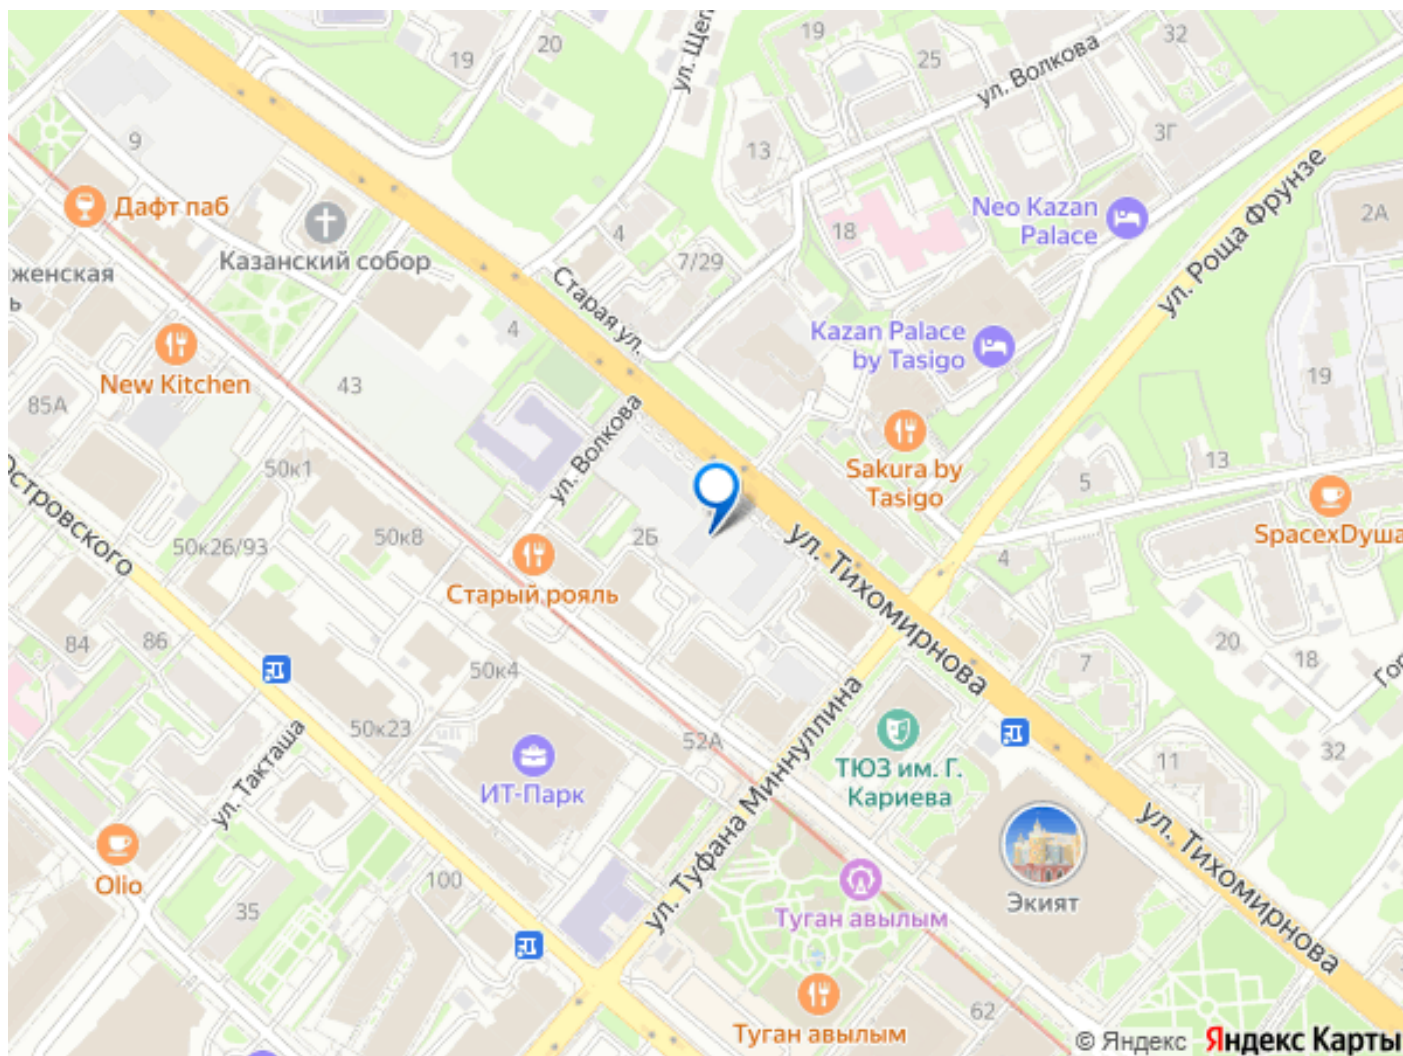 20
19
ул. Щеп
19
25
32
ул. Волкова
9
13
3Г
Дафт паб
Казанский собор
4
7/29
18
Neo Kazan
Palace
ул. Роща Фрунзе
2А
женская
ь
New Kitchen
85А
43
4
Старая ул.
Kazan Palace
by Tasigo
19
Островского
50к1
ул. Волкова
Sakura by
Tasigo
5
13
SpacexДуша
50к26/93
50к8
2Б
Старый рояль
ул. Тихомирнова
4
84
86
50к4
20
18
7
Гор
50к23
ул. Такташа
ИТ-Парк
52А
ул. Туфана Миннуллина
ТЮЗ им. Г.
Кариева
11
32
ул. Тихомирнова
Olio
100
35
Туган авылым
Экият
Туган авылым
62
© Яндекс Яндекс Карты